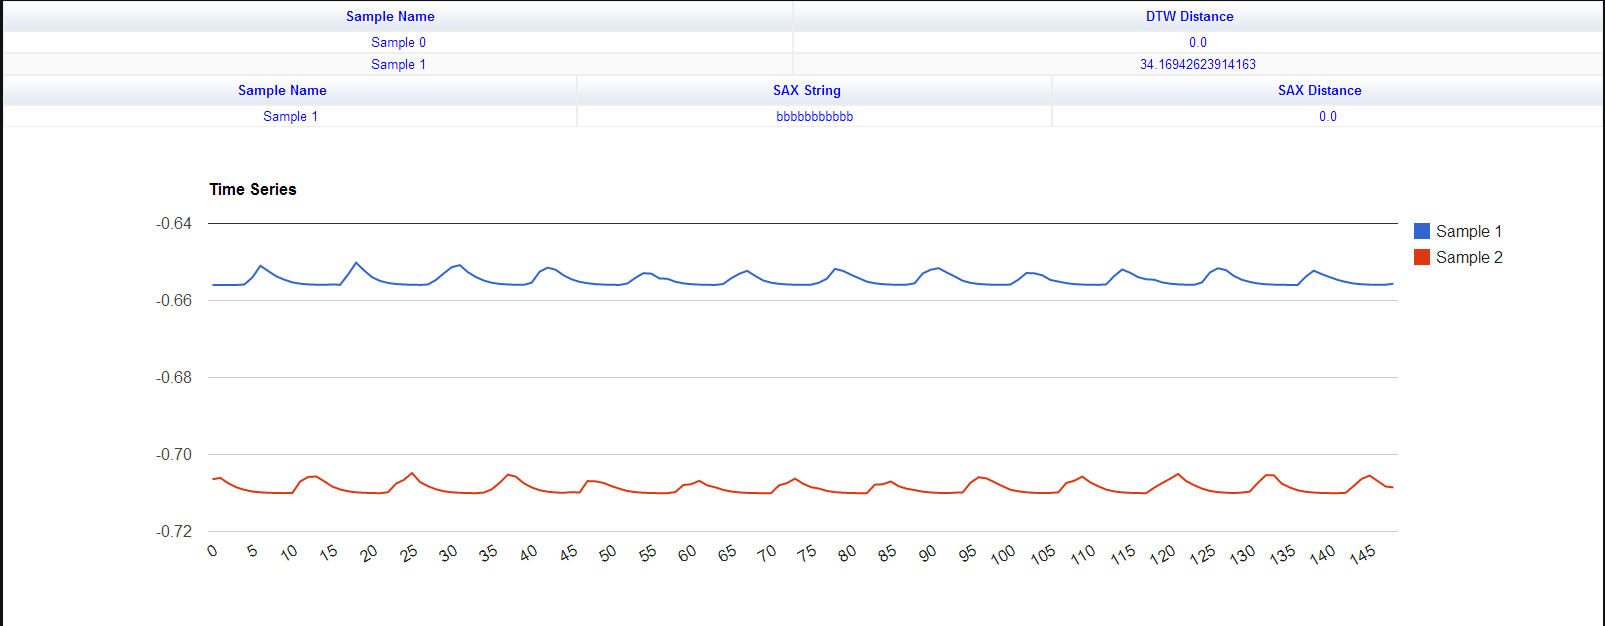 Sample Name DTW Distance
Sample 0 0.0
Sample 1 34.16942623914163
Sample Name SAX String SAX Distance
Sample 1 bbbbbbbbbbb 0.0
Time Series
-0.64
-0.66
-0.68
-0.70
-0.72
0 5 10 15 20 25 30 35 40 45 50 55 60 65 70 75 80 85 90 95 100 105 110 115 120 125 130 135 140 145
Sample 1
Sample 2